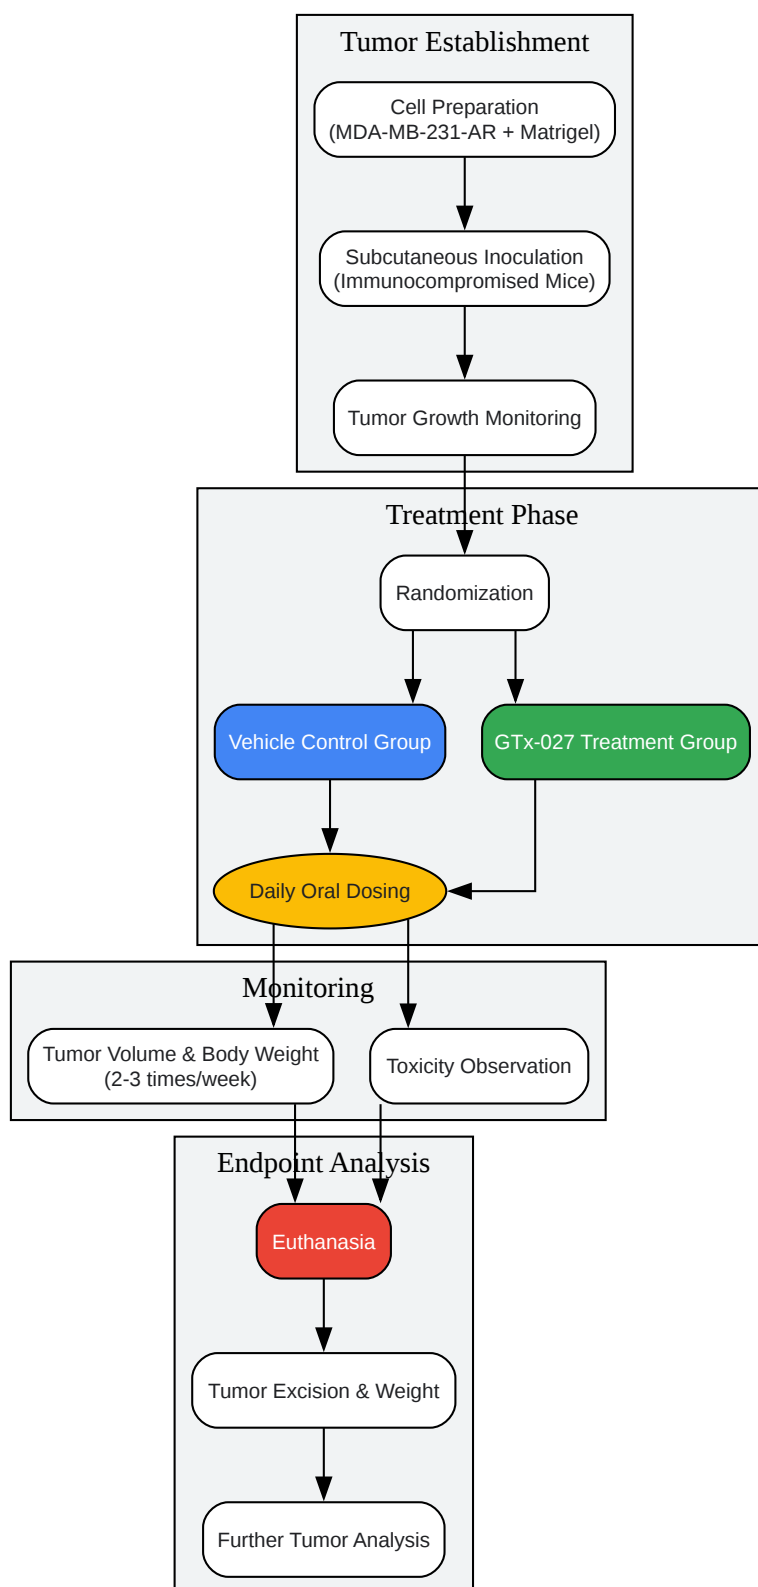 Tumor Establishment
Cell Preparation
(MDA-MB-231-AR + Matrigel)
Subcutaneous Inoculation
(Immunocompromised Mice)
Tumor Growth Monitoring
Treatment Phase
Randomization
Vehicle Control Group
GTx-027 Treatment Group
Daily Oral Dosing
Monitoring
Tumor Volume & Body Weight
(2-3 times/week)
Toxicity Observation
Endpoint Analysis
Euthanasia
Tumor Excision & Weight
Further Tumor Analysis